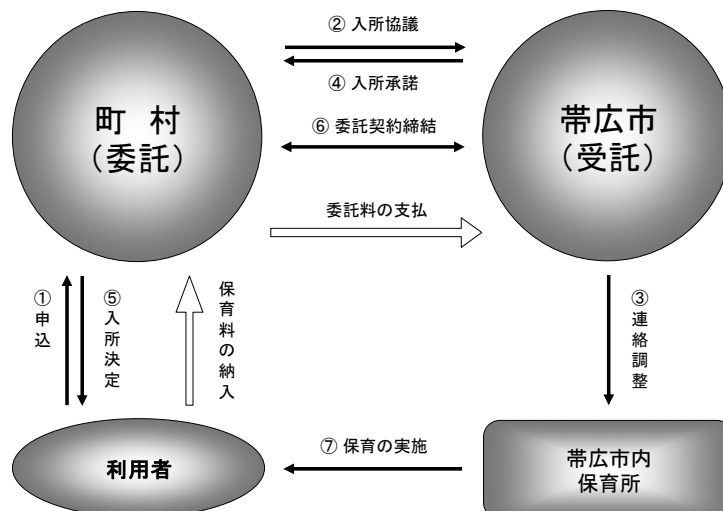 ② 入所協議
④ 入所承諾
町 村
(委託)
帯広市
(受託)
⑥ 委託契約締結
委託料の支払
①申込
⑤入所決定
保育料の納入
③連絡調整
利用者
⑦ 保育の実施
帯広市内
保育所